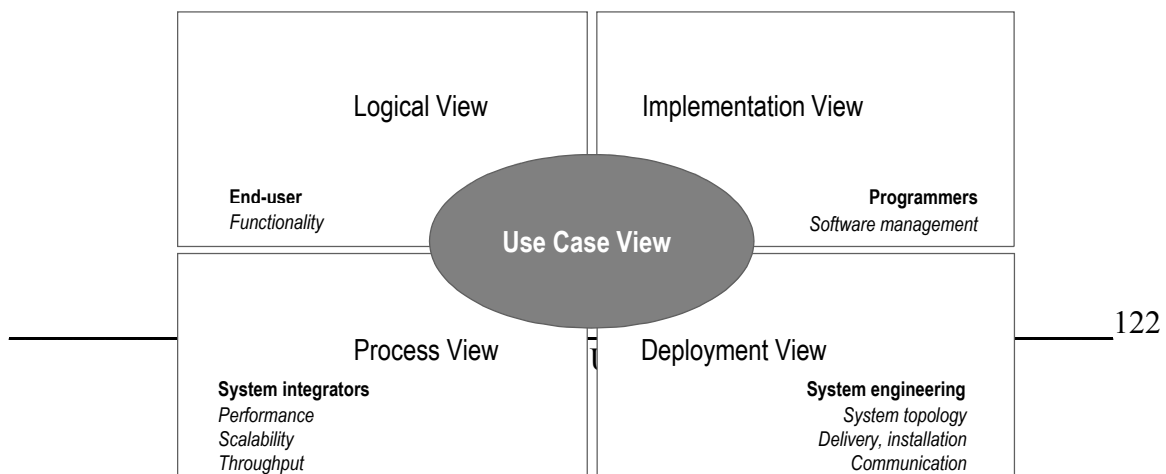 Logical View
Implementation View
End-user
Functionality
Programmers
Software management
Use Case View
122
Process View
Deployment View
System integrators
Performance
Scalability
Throughput
System engineering
System topology
Delivery, installation
Communication